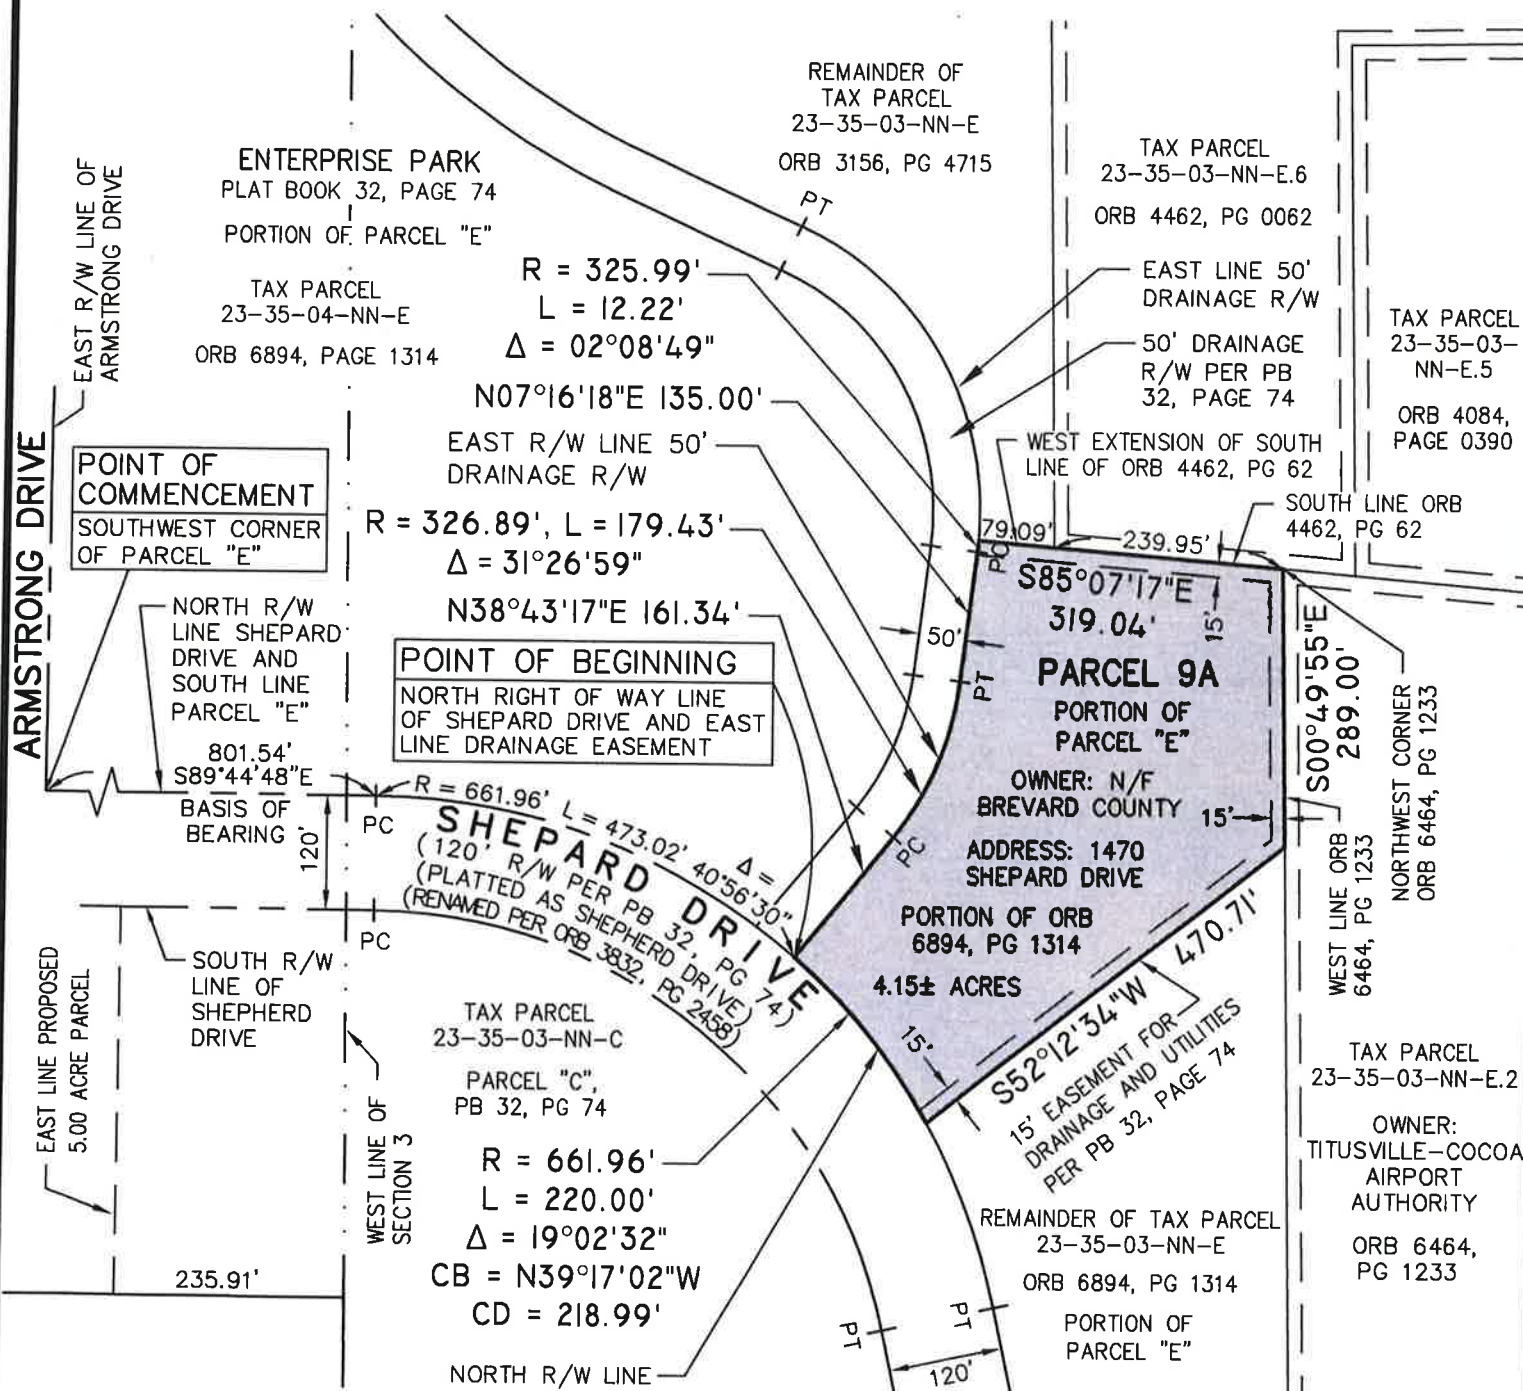 REMAINDER OF
TAX PARCEL
23-35-03-NN-E
ORB 3156, PG 4715
TAX PARCEL
23-35-03-NN-E.6
ORB 4462, PG 0062
EAST R/W LINE OF
ARMSTRONG DRIVE
ENTERPRISE PARK
PLAT BOOK 32, PAGE 74
PORTION OF PARCEL "E"
TAX PARCEL
23-35-04-NN-E
ORB 6894, PAGE 1314
PT
R = 325.99'
L = 12.22'
Δ = 02°08'49"
N07°16'18"E 135.00'
EAST R/W LINE 50'
DRAINAGE R/W
R = 326.89', L = 179.43'
Δ = 31°26'59"
N38°43'17"E 161.34'
EAST LINE 50'
DRAINAGE R/W
50' DRAINAGE
R/W PER PB
32, PAGE 74
TAX PARCEL
23-35-03-
NN-E.5
ORB 4084,
PAGE 0390
WEST EXTENSION OF SOUTH
LINE OF ORB 4462, PG 62
SOUTH LINE ORB
4462, PG 62
ARMSTRONG DRIVE
POINT OF
COMMENCEMENT
SOUTHWEST CORNER
OF PARCEL "E"
NORTH R/W
LINE SHEPARD
DRIVE AND
SOUTH LINE
PARCEL "E"
801.54'
S89°44'48"E
BASIS OF
BEARING
120'
PC
PC
POINT OF BEGINNING
NORTH RIGHT OF WAY LINE
OF SHEPARD DRIVE AND EAST
LINE DRAINAGE EASEMENT
79.09'
239.95'
PC
S85°07'17"E
319.04'
15'
50'
PT
PARCEL 9A
PORTION OF
PARCEL "E"
OWNER: N/F
BREVARD COUNTY
15'
ADDRESS: 1470
SHEPARD DRIVE
PORTION OF ORB
6894, PG 1314
4.15± ACRES
PC
S00°49'55"E
289.00'
NORTHWEST CORNER
ORB 6464, PG 1233
WEST LINE ORB
6464, PG 1233
R = 661.96' L = 473.02' Δ =
40°56'30"
SHEPARD DRIVE
(120' R/W PER PB 32, PG 74)
(PLATTED AS SHEPHERD DRIVE)
(RENAMED PER ORB 3832, PG 2458)
SOUTH R/W
LINE OF
SHEPHERD
DRIVE
EAST LINE PROPOSED
5.00 ACRE PARCEL
235.91'
WEST LINE OF
SECTION 3
TAX PARCEL
23-35-03-NN-C
PARCEL "C",
PB 32, PG 74
R = 661.96'
L = 220.00'
Δ = 19°02'32"
CB = N39°17'02"W
CD = 218.99'
NORTH R/W LINE
15'
S52°12'34"W 470.71'
15' EASEMENT FOR
DRAINAGE AND UTILITIES
PER PB 32, PAGE 74
REMAINDER OF TAX PARCEL
23-35-03-NN-E
ORB 6894, PG 1314
PORTION OF
PARCEL "E"
PT
PT
120'
TAX PARCEL
23-35-03-NN-E.2
OWNER:
TITUSVILLE-COCOA
AIRPORT
AUTHORITY
ORB 6464,
PG 1233